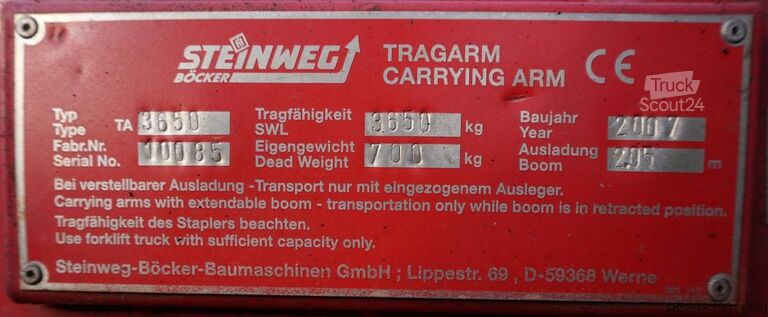 STEINWEG
BÖCKER
TRAGARM
CARRYING ARM
CE
Truck
Scout24
Typ
Type TA 3650
Tragfähigkeit
SWL 3650 kg
Baujahr
Year 2007
Fabr.Nr.
Serial No. 10085
Eigengewicht
Dead Weight 700 kg
Ausladung
Boom 205 m
Bei verstellbarer Ausladung -Transport nur mit eingezogenem Ausleger.
Carrying arms with extendable boom - transportation only while boom is in retracted position.
Tragfähigkeit des Staplers beachten.
Use forklift truck with sufficient capacity only.
Steinweg-Böcker-Baumaschinen GmbH ; Lippestr. 69 , D-59368 Werne